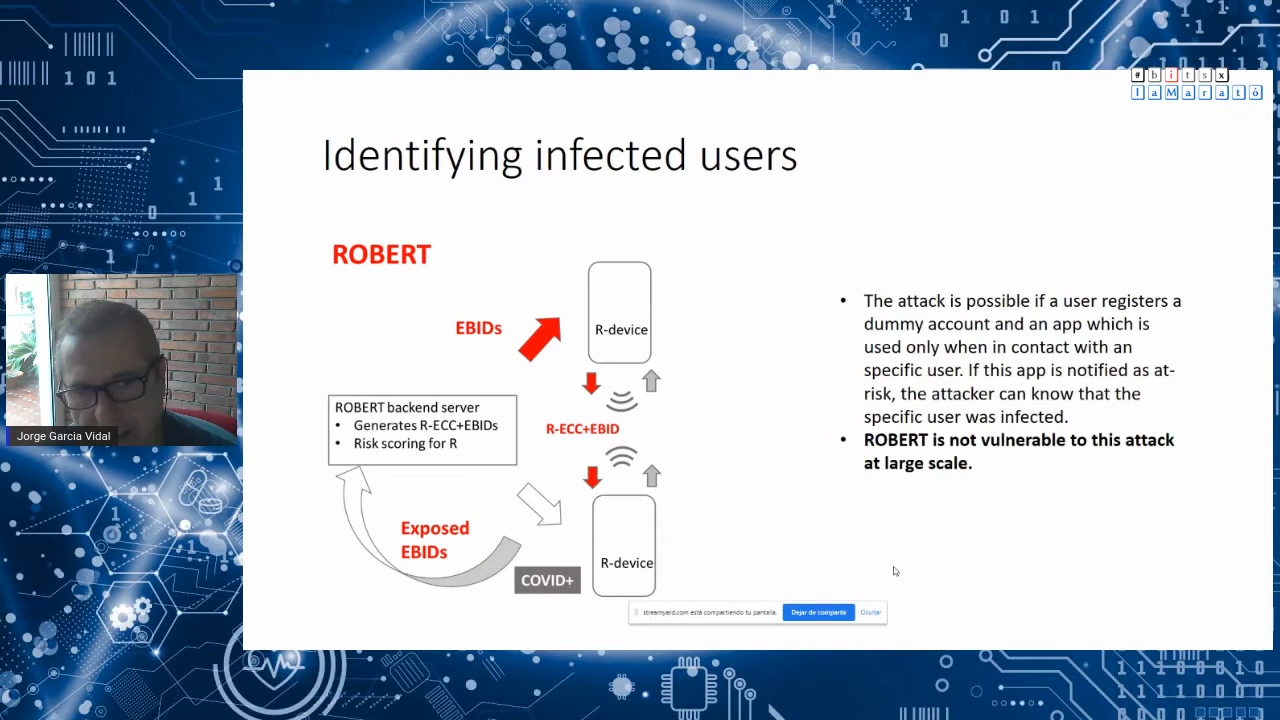 #bitsx
laMarató
Identifying infected users
ROBERT
EBIDs
R-device
ROBERT backend server
• Generates R-ECC+EBIDs
• Risk scoring for R
R-ECC+EBID
Exposed
EBIDs
COVID+
R-device
• The attack is possible if a user registers a
dummy account and an app which is
used only when in contact with an
specific user. If this app is notified as at-
risk, the attacker can know that the
specific user was infected.
• ROBERT is not vulnerable to this attack
at large scale.
Jorge Garcia Vidal
streamyard.com está compartiendo tu pantalla.
Dejar de compartir
Ocultar